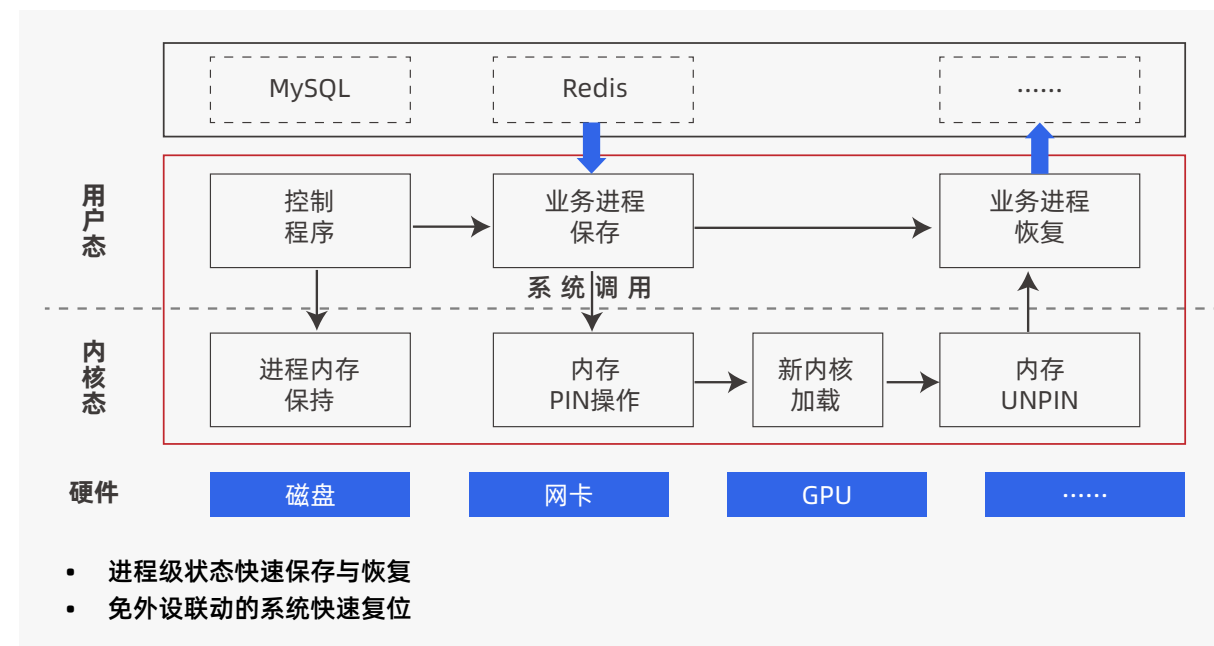 MySQL
Redis
……
用户态
控制
程序
业务进程
保存
业务进程
恢复
系统调用
内核态
进程内存
保持
内存
PIN操作
新内核
加载
内存
UNPIN
硬件
磁盘
网卡
GPU
……
• 进程级状态快速保存与恢复
• 免外设联动的系统快速复位